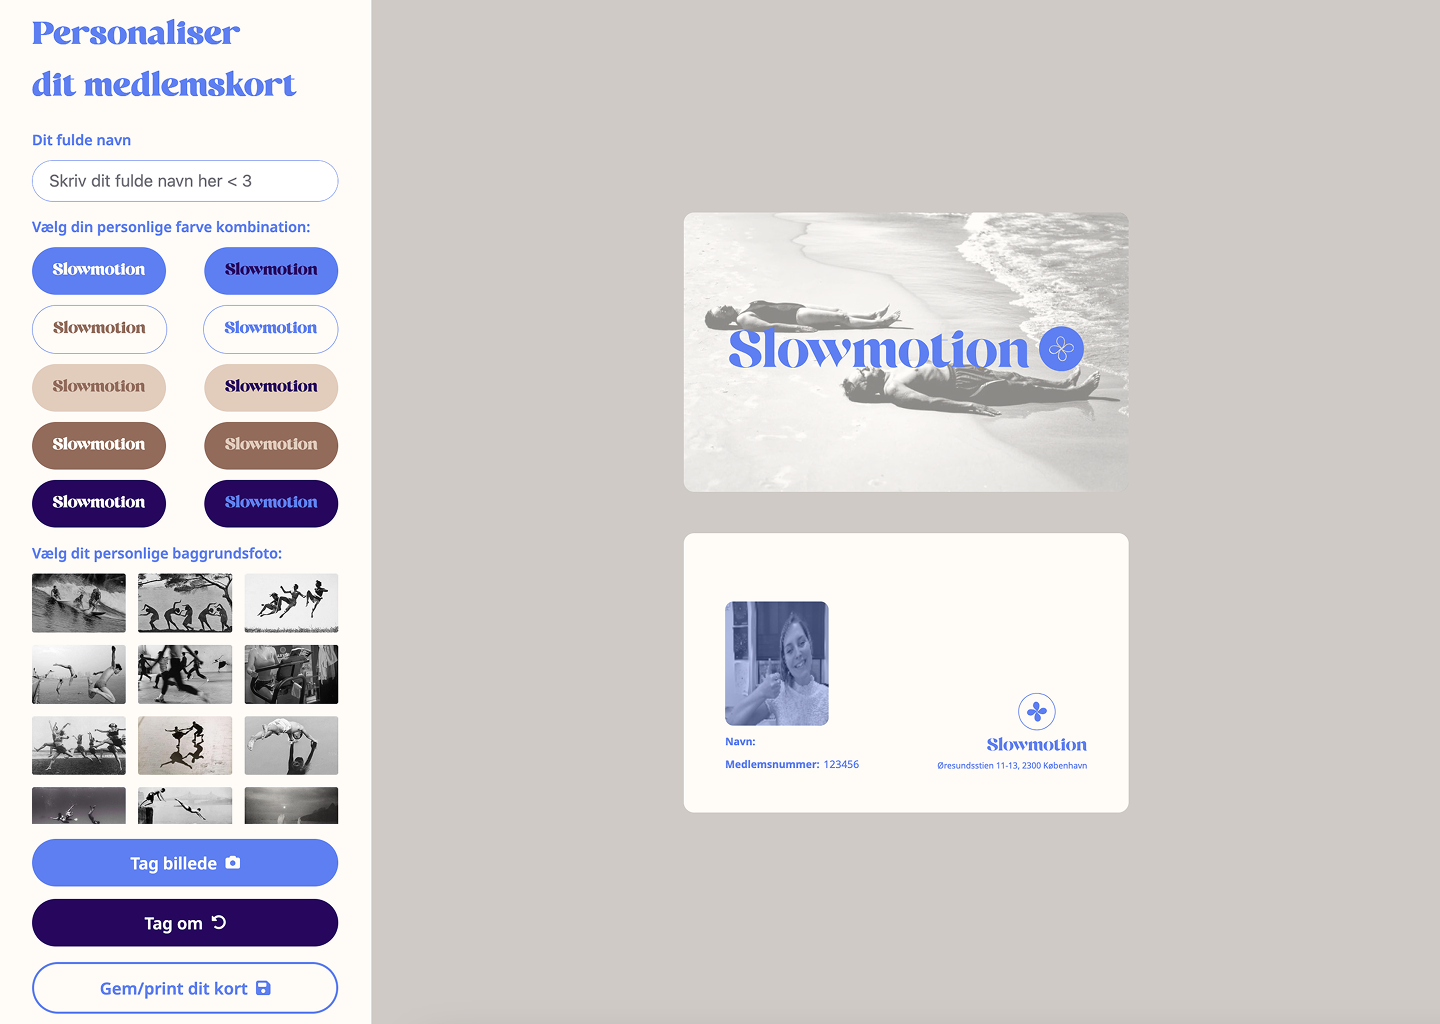 Personaliser
dit medlemskort
Dit fulde navn
Skriv dit fulde navn her < 3
Vælg din personlige farve kombination:
Slowmotion
Slowmotion
Slowmotion
Slowmotion
Slowmotion
Slowmotion
Slowmotion
Slowmotion
Slowmotion
Slowmotion
Vælg dit personlige baggrundsfoto:
Tag billede
Tag om
Gem/print dit kort
Slowmotion
Navn:
Medlemsnummer: 123456
Slowmotion
Øresundsstien 11-13, 2300 København